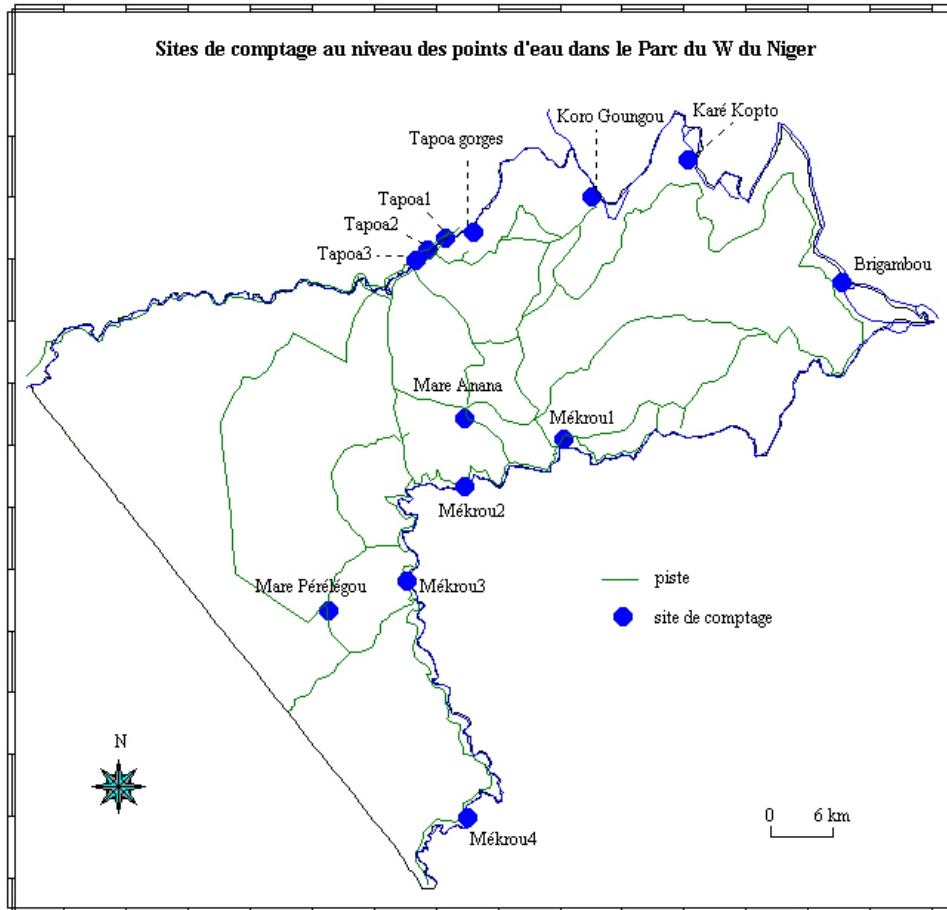 Sites de comptage au niveau des points d'eau dans le Parc du W du Niger
Koro Goungou
Karé Kopto
Tapoa gorges
Tapoa1
Tapoa2
Tapoa3
Brigambou
Mare Anana
Mékrou1
Mékrou2
Mare Pérélégou
Mékrou3
piste
site de comptage
N
0 6 km
Mékrou4